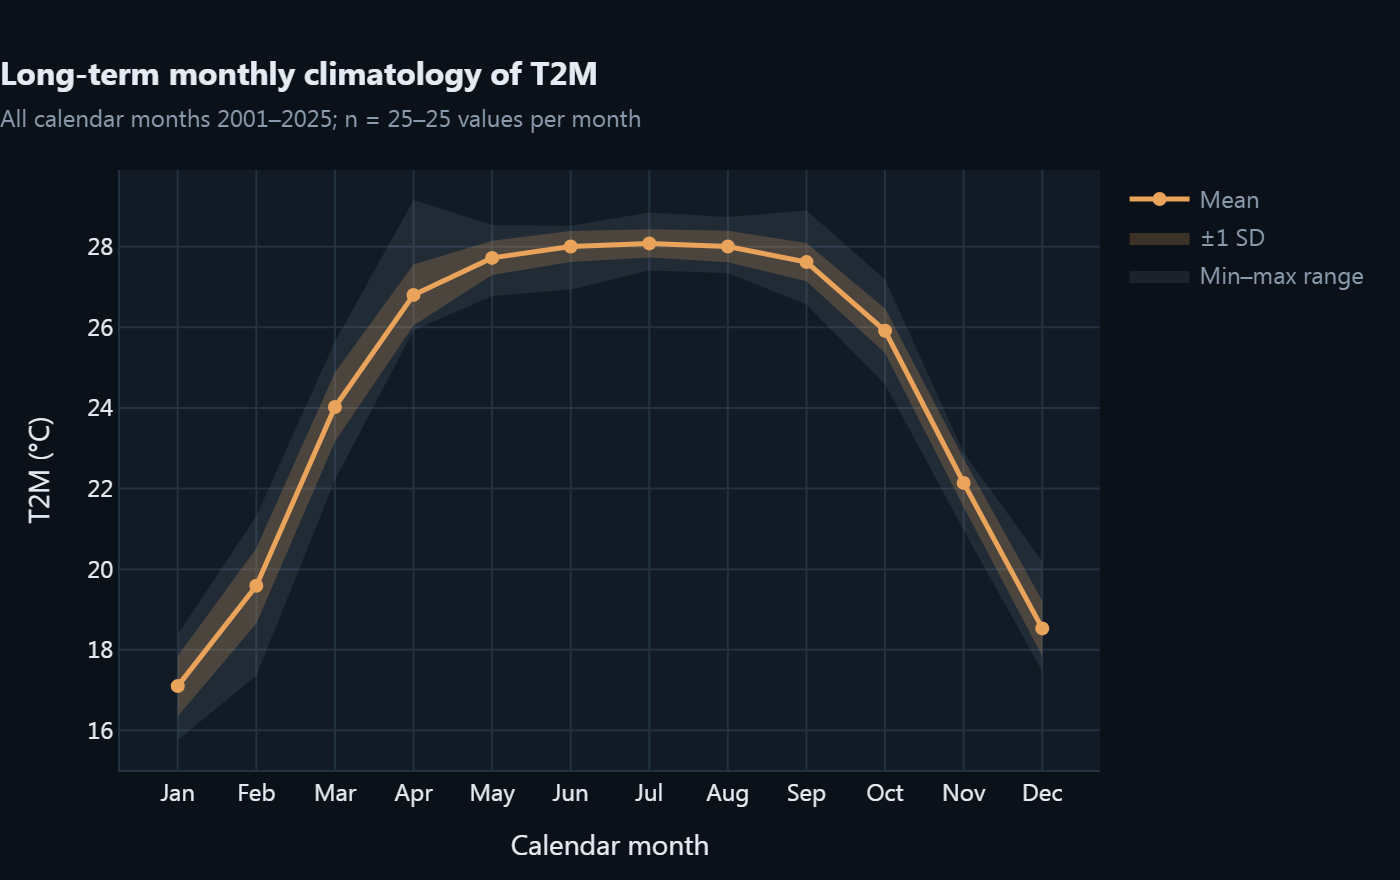 Long-term monthly climatology of T2M
All calendar months 2001–2025; n = 25–25 values per month
Mean
±1 SD
Min–max range
T2M (°C)
28
26
24
22
20
18
16
Jan Feb Mar Apr May Jun Jul Aug Sep Oct Nov Dec
Calendar month